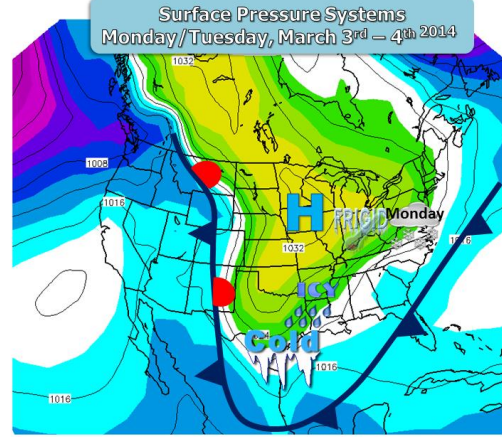 Surface Pressure Systems
Monday/Tuesday, March 3rd – 4th 2014
1032
1008
1016
H
FRIGID
Monday
1016
1032
ICY
Cold
1016
1016